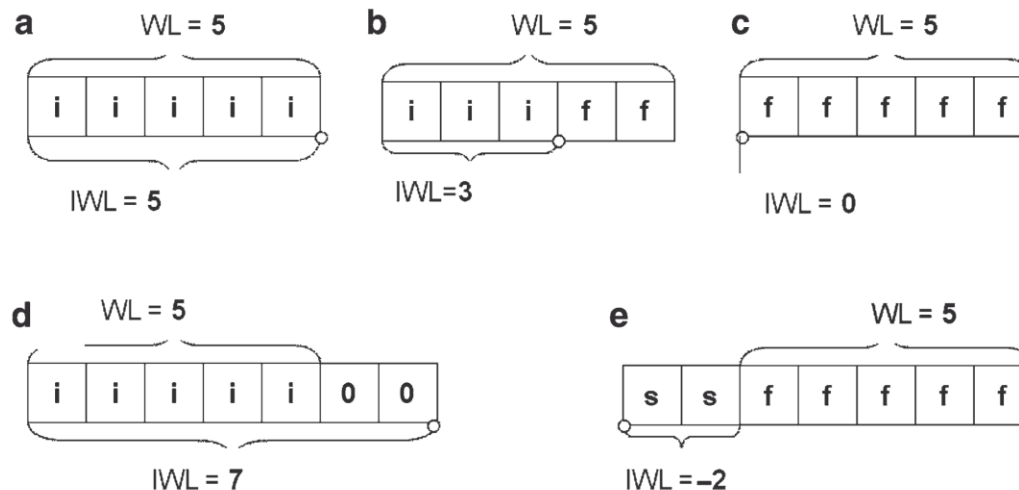 a WL = 5 b WL = 5 c WL = 5
i i i i i i i i f f f f f f f
IWL = 5 IWL=3 IWL = 0
d WL = 5 e WL = 5
i i i i i 0 0 s s f f f f f
IWL = 7 IWL=–2